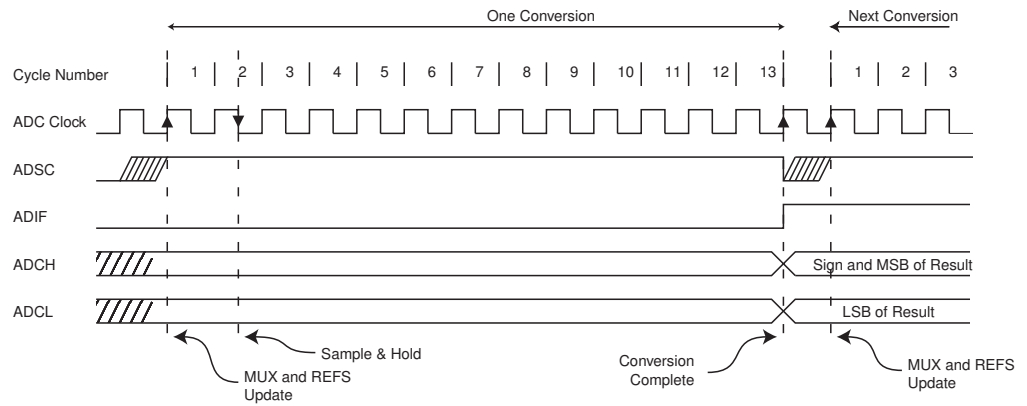 One Conversion
Next Conversion
Cycle Number
1 2 3 4 5 6 7 8 9 10 11 12 13 1 2 3
ADC Clock
ADSC
ADIF
ADCH
Sign and MSB of Result
ADCL
LSB of Result
Sample & Hold
MUX and REFS
Update
Conversion
Complete
MUX and REFS
Update